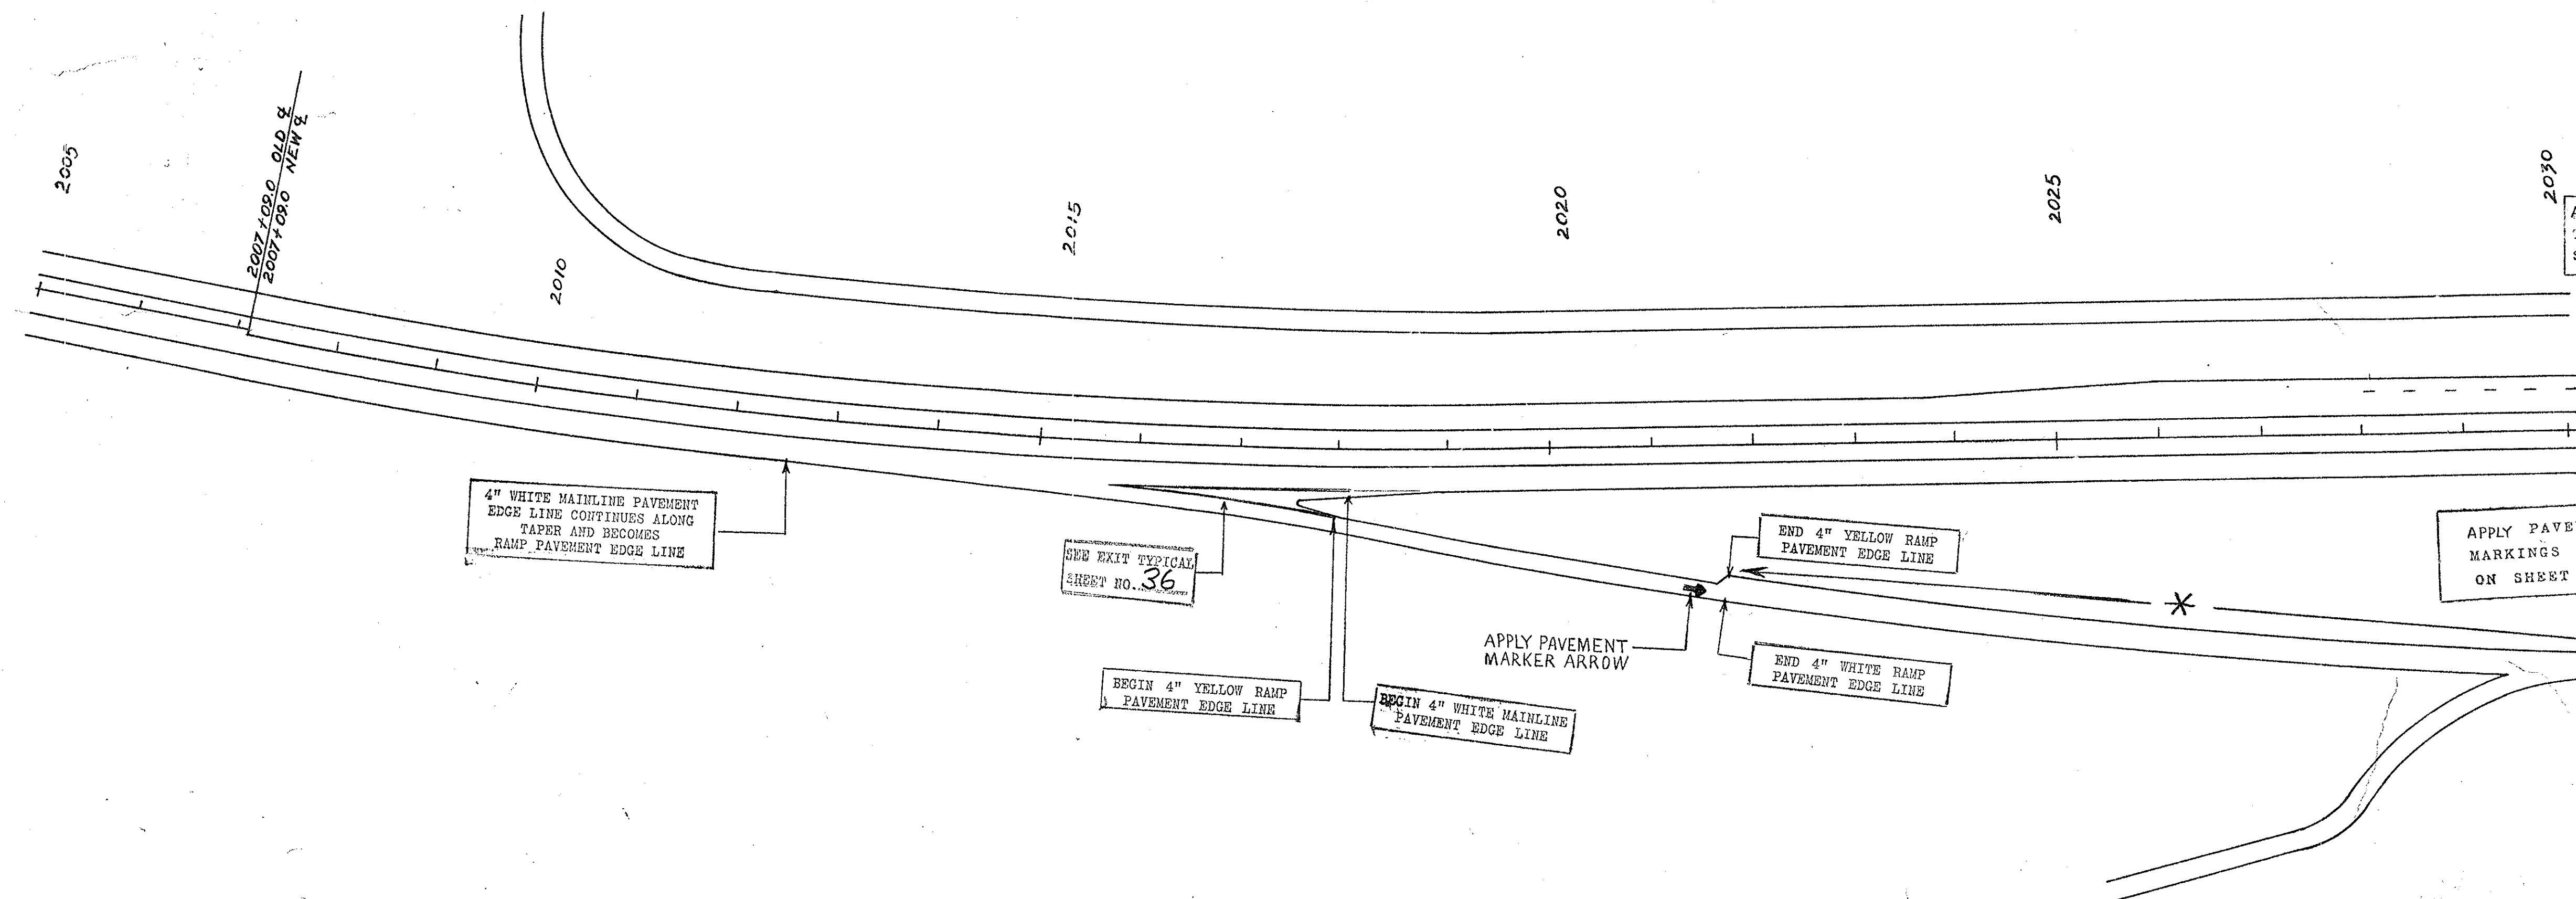 2005
2007+09.0 OLD ℄
2007+09.0 NEW ℄
2010
2015
2020
2025
2030
4" WHITE MAINLINE PAVEMENT
EDGE LINE CONTINUES ALONG
TAPER AND BECOMES
RAMP PAVEMENT EDGE LINE
SEE EXIT TYPICAL
SHEET NO. 36
BEGIN 4" YELLOW RAMP
PAVEMENT EDGE LINE
BEGIN 4" WHITE MAINLINE
PAVEMENT EDGE LINE
APPLY PAVEMENT
MARKER ARROW
END 4" YELLOW RAMP
PAVEMENT EDGE LINE
END 4" WHITE RAMP
PAVEMENT EDGE LINE
APPLY PAVE
MARKINGS
ON SHEET